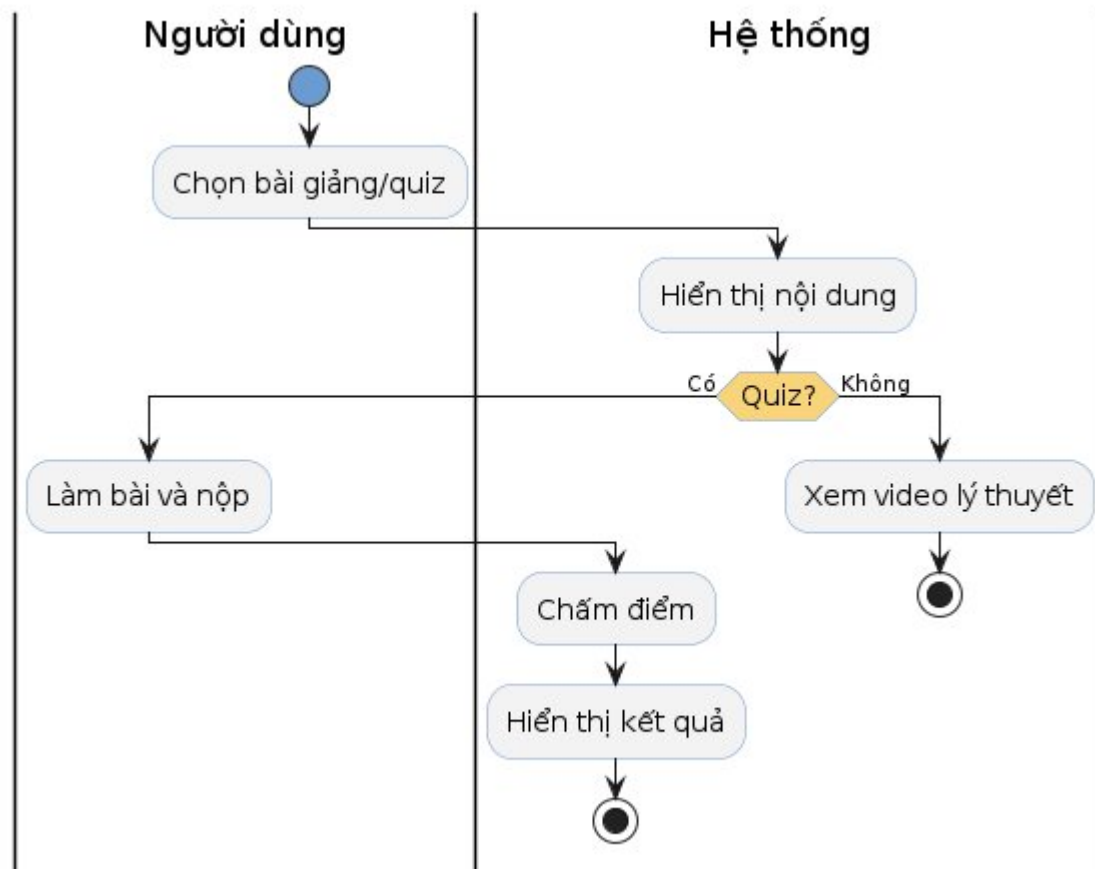 Người dùng
Hệ thống
Chọn bài giảng/quiz
Hiển thị nội dung
Có
Quiz?
Không
Làm bài và nộp
Xem video lý thuyết
Chấm điểm
Hiển thị kết quả